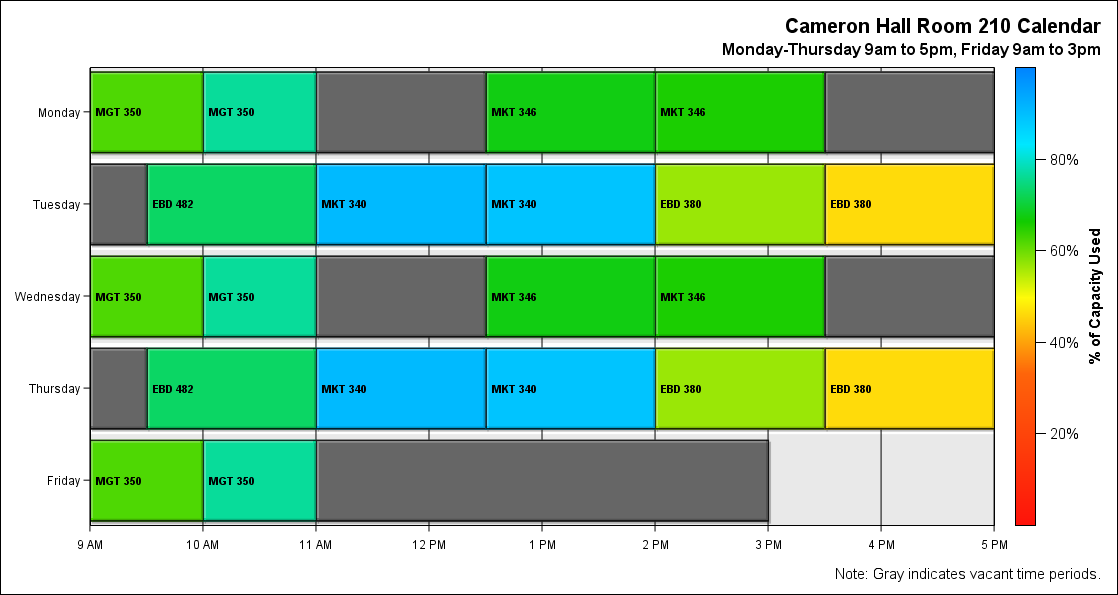 Cameron Hall Room 210 Calendar
Monday-Thursday 9am to 5pm, Friday 9am to 3pm
Monday
MGT 350
MGT 350
MKT 346
MKT 346
Tuesday
EBD 482
MKT 340
MKT 340
EBD 380
EBD 380
Wednesday
MGT 350
MGT 350
MKT 346
MKT 346
Thursday
EBD 482
MKT 340
MKT 340
EBD 380
EBD 380
Friday
MGT 350
MGT 350
9 AM
10 AM
11 AM
12 PM
1 PM
2 PM
3 PM
4 PM
5 PM
80%
60%
40%
20%
% of Capacity Used
Note: Gray indicates vacant time periods.